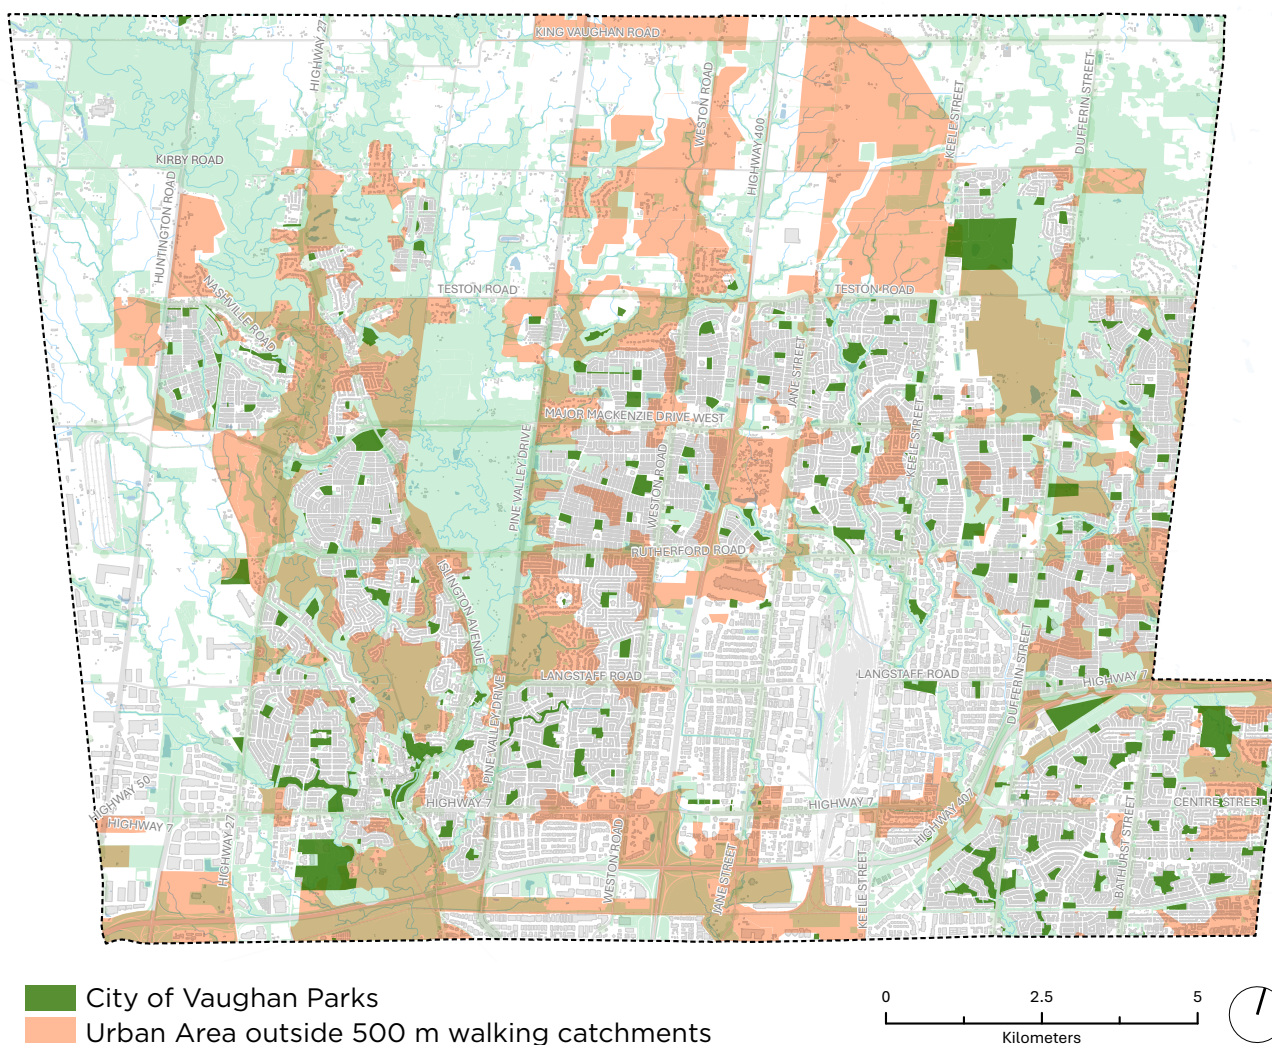 KING VAUGHAN ROAD
HIGHWAY 27
WESTON ROAD
HIGHWAY 400
KEELE STREET
DUFFERIN STREET
KIRBY ROAD
HUNTINGTON ROAD
NASHVILLE ROAD
TESTON ROAD
TESTON ROAD
JANE STREET
MAJOR MACKENZIE DRIVE WEST
KEELE STREET
PINE VALLEY DRIVE
WESTON ROAD
RUTHERFORD ROAD
ISLINGTON AVENUE
LANGSTAFF ROAD
LANGSTAFF ROAD
DUFFERIN STREET
HIGHWAY 7
PINE VALLEY DRIVE
HIGHWAY 50
HIGHWAY 7
HIGHWAY 27
HIGHWAY 7
HIGHWAY 7
HIGHWAY 407
CENTRE STREET
WESTON ROAD
JANE STREET
KEELE STREET
BATHURST STREET
City of Vaughan Parks
Urban Area outside 500 m walking catchments
0 2.5 5
Kilometers